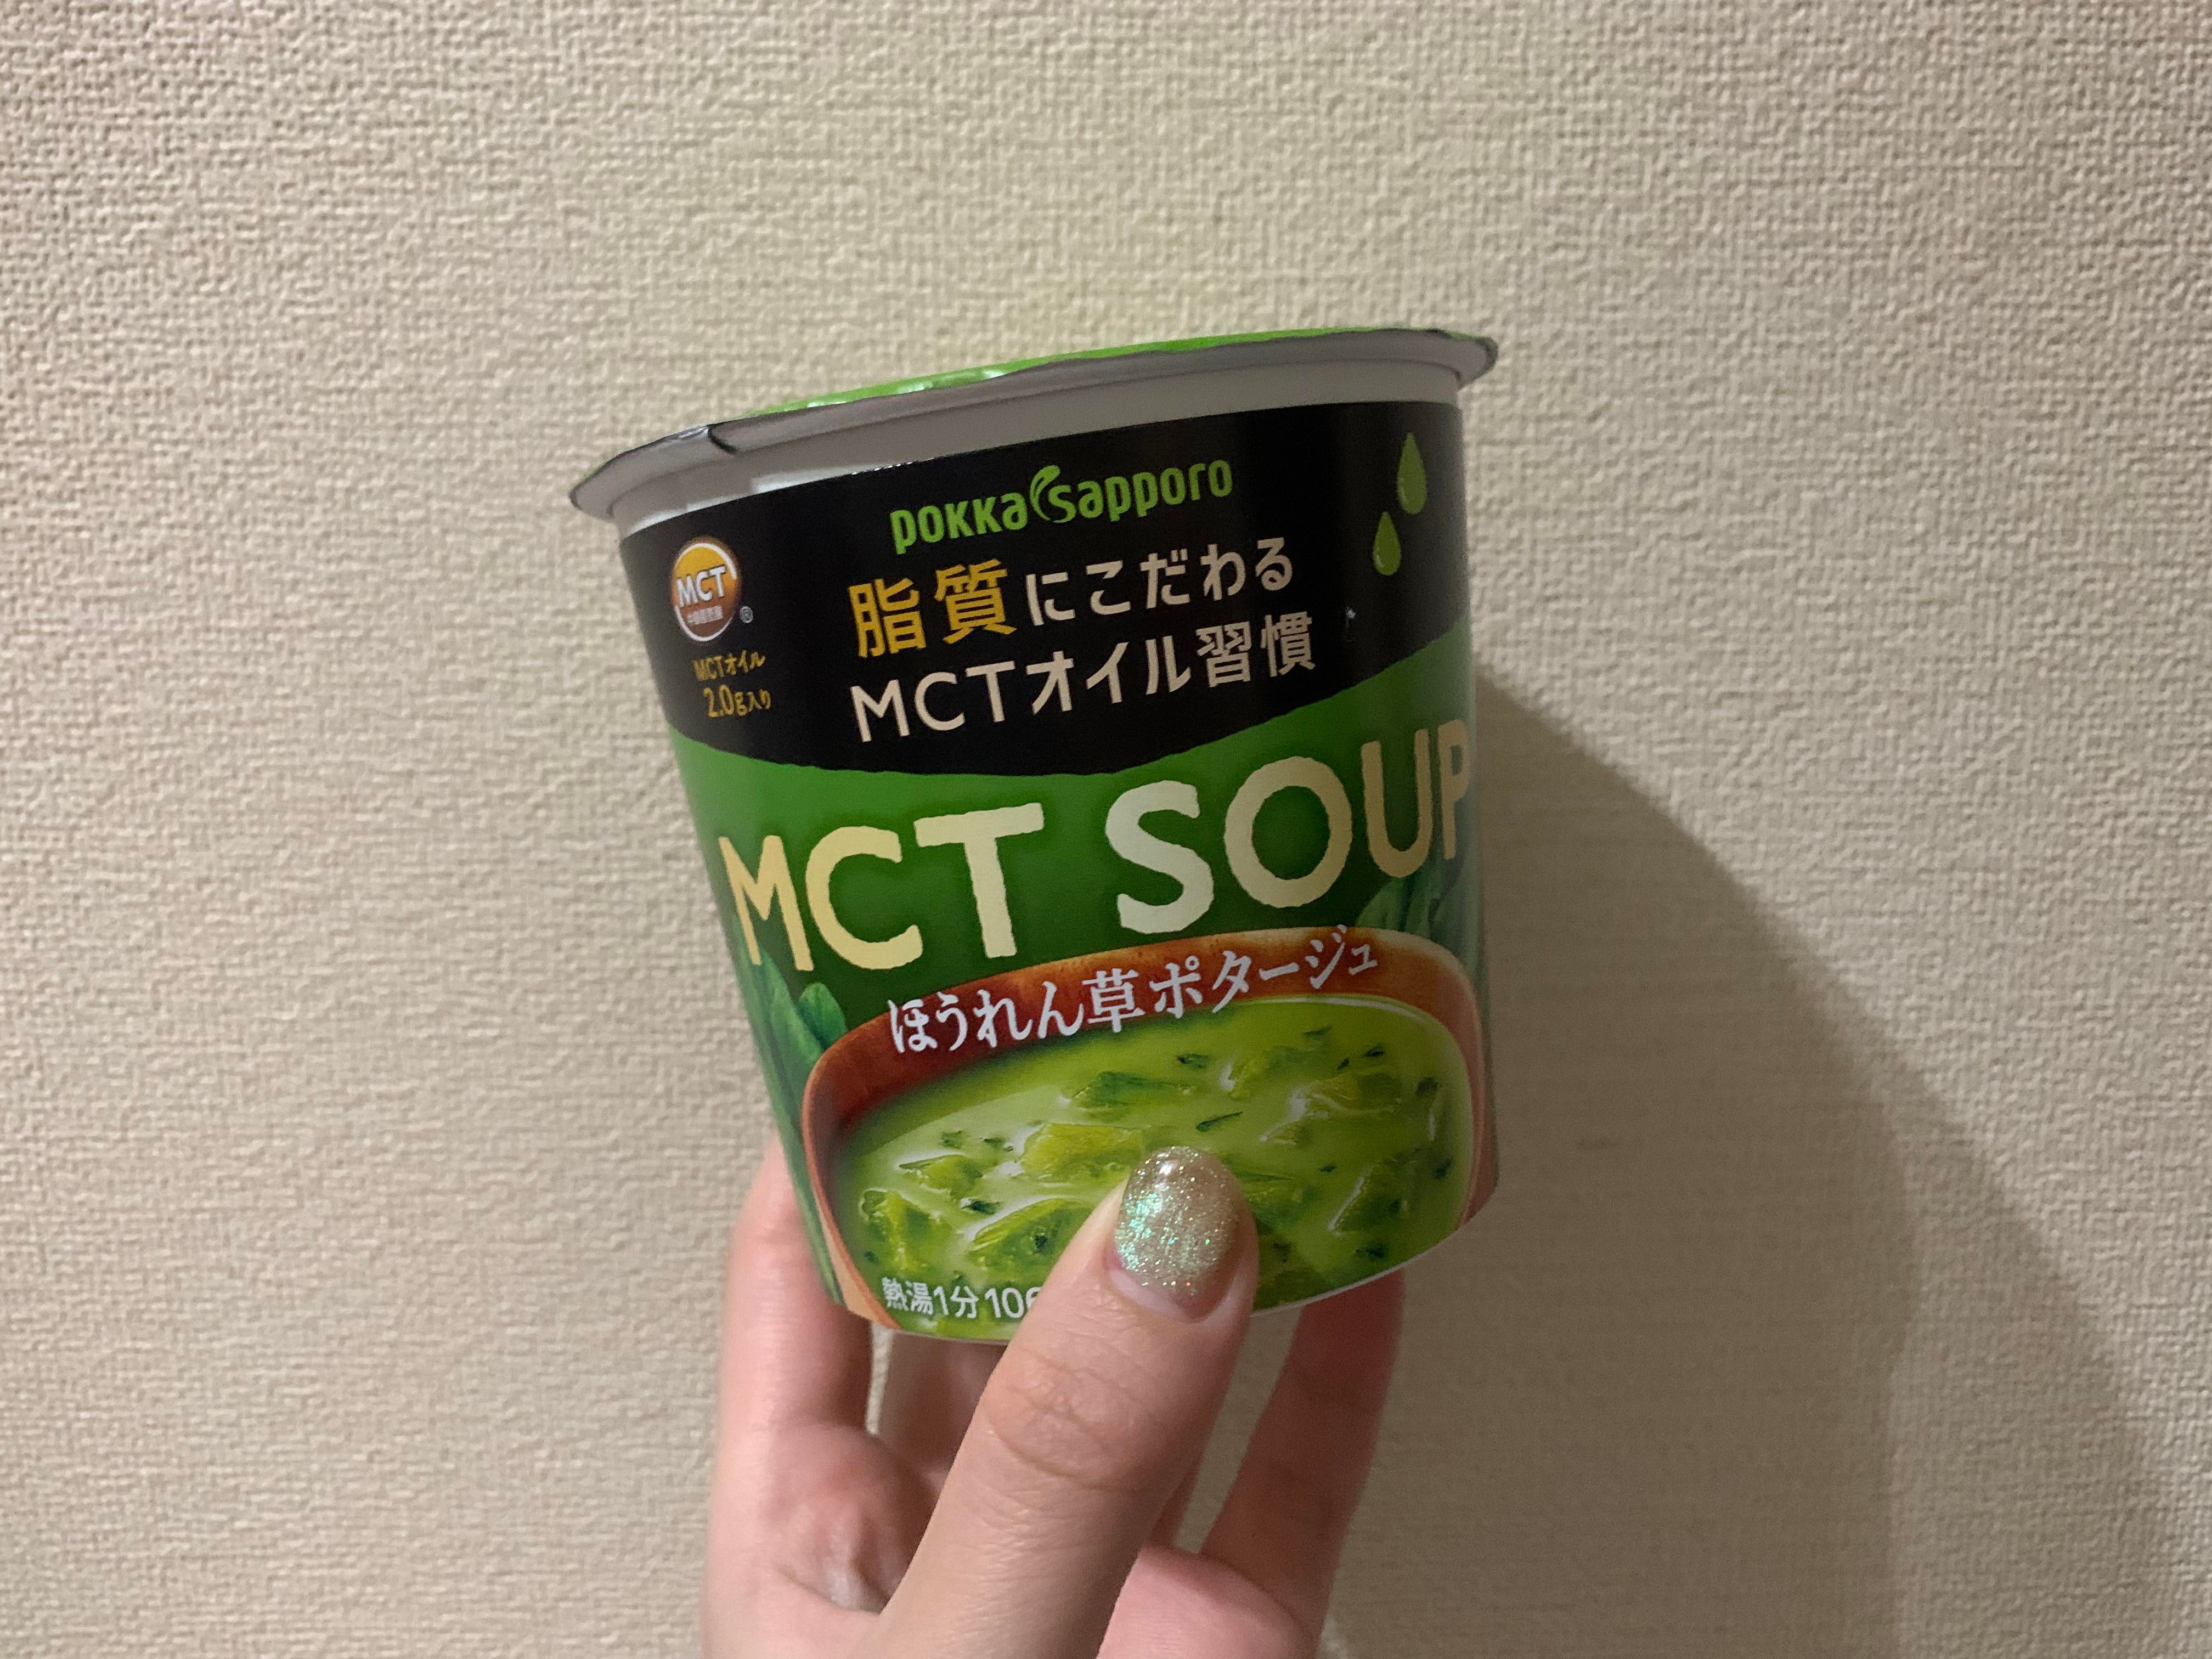 pokka sapporo
脂質にこだわる
MCTオイル習慣
MCT
MCTオイル
2.0g入り
MCT SOUP
ほうれん草ポタージュ
熱湯1分